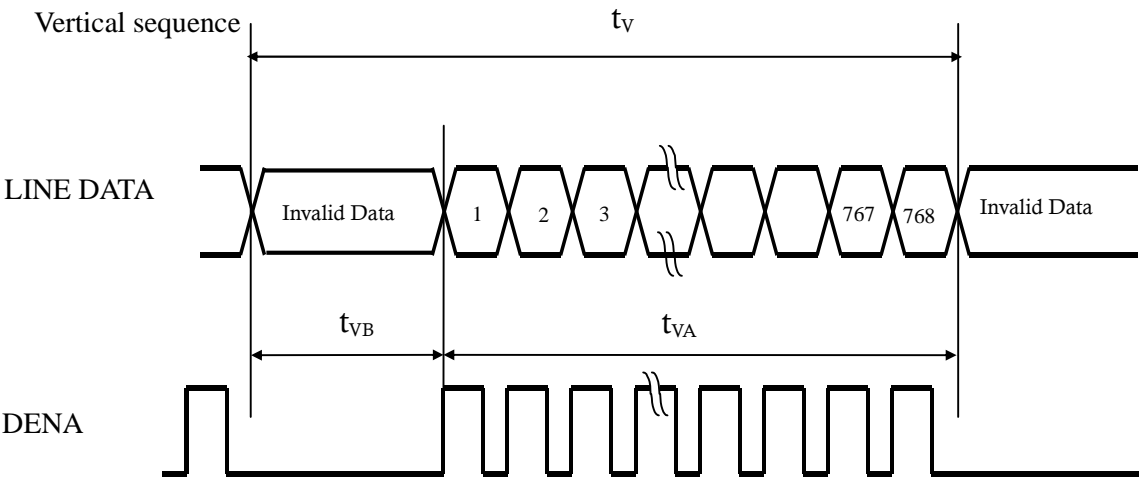 Vertical sequence
tV
LINE DATA
Invalid Data
1
2
3
767
768
Invalid Data
tVB
tVA
DENA